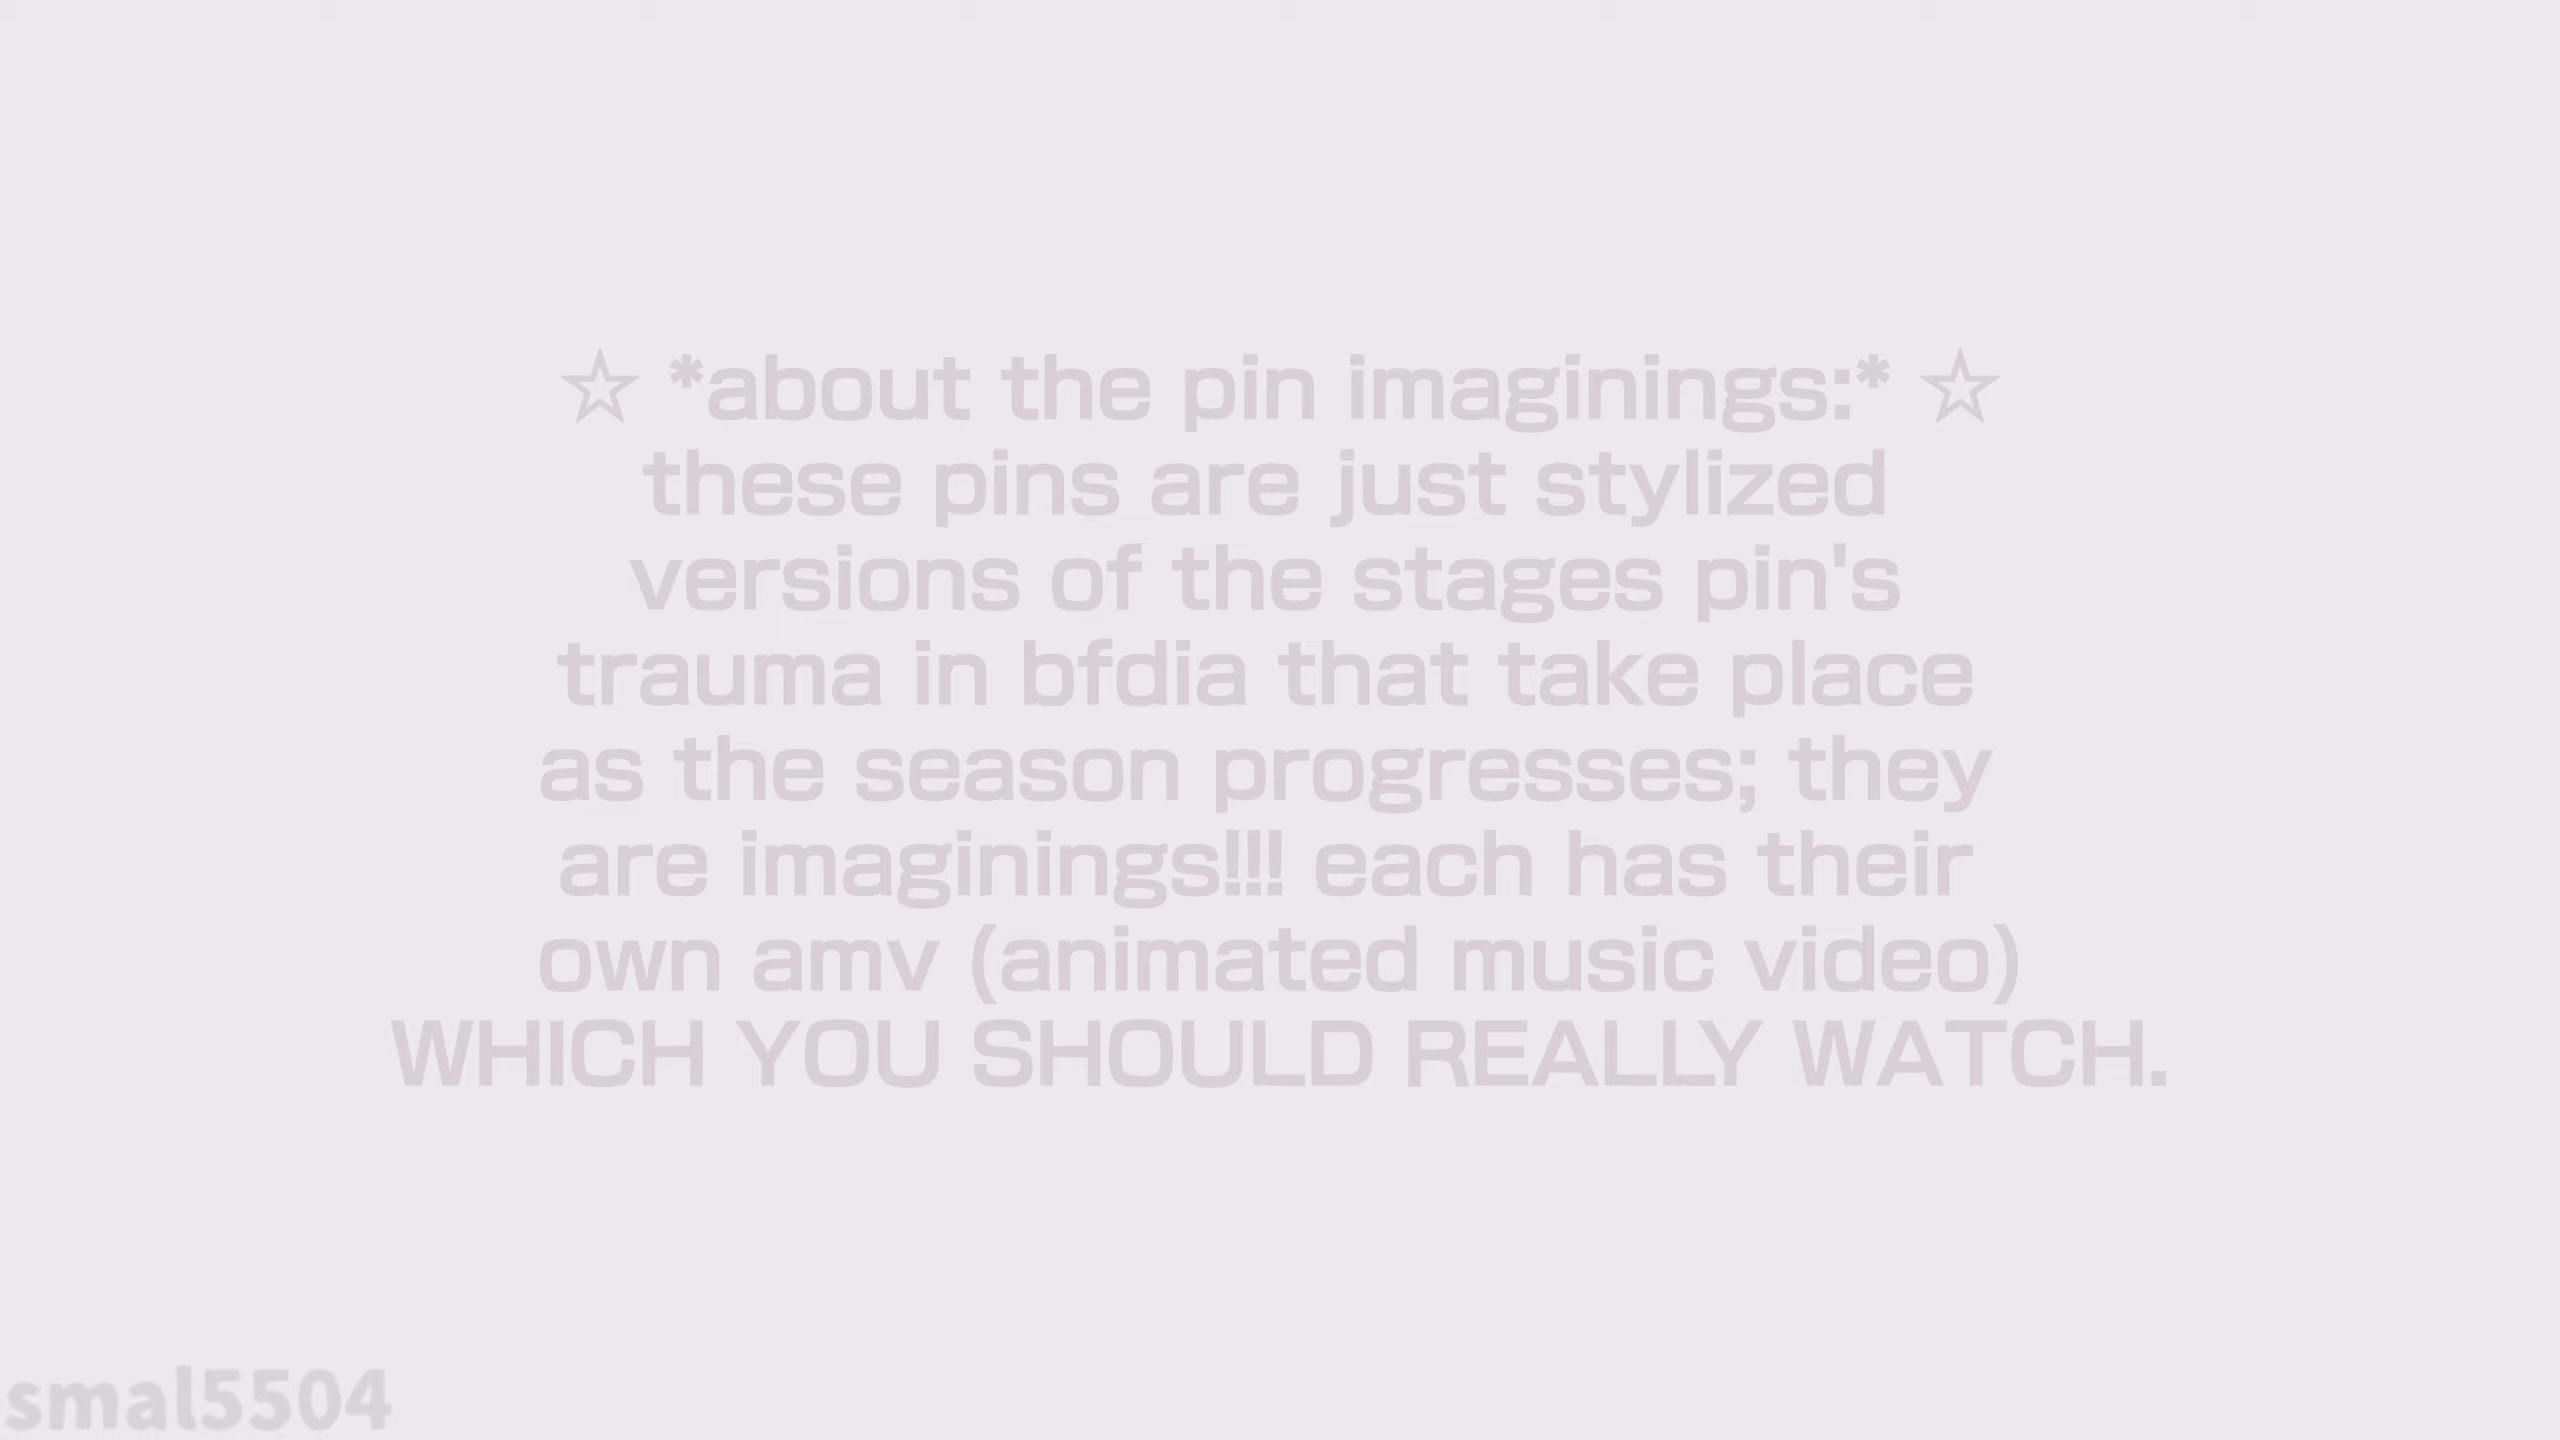 ☆ *about the pin imaginings:* ☆
these pins are just stylized
versions of the stages pin's
trauma in bfdia that take place
as the season progresses; they
are imaginings!!! each has their
own amv (animated music video)
WHICH YOU SHOULD REALLY WATCH.
smal5504